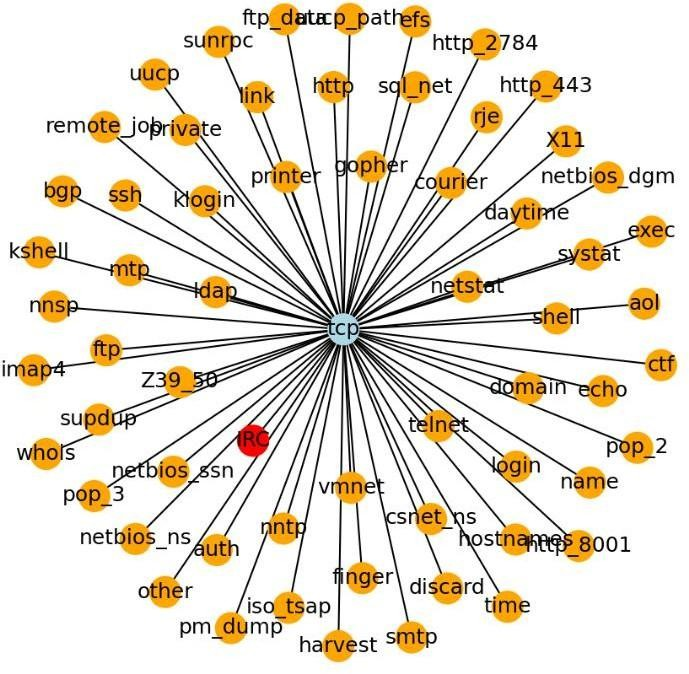 ftp_data
uucp_path
efs
sunrpc
http_2784
uucp
link
http
sql_net
http_443
remote_job
private
rje
X11
printer
gopher
courier
netbios_dgm
bgp
ssh
klogin
daytime
exec
kshell
mtp
ldap
netstat
systat
nnsp
tcp
shell
aol
imap4
ftp
Z39_50
domain
echo
ctf
supdup
IRC
telnet
pop_2
whois
netbios_ssn
login
name
pop_3
vmnet
csnet_ns
hostnames
http_8001
netbios_ns
auth
nntp
finger
discard
other
iso_tsap
time
pm_dump
harvest
smtp